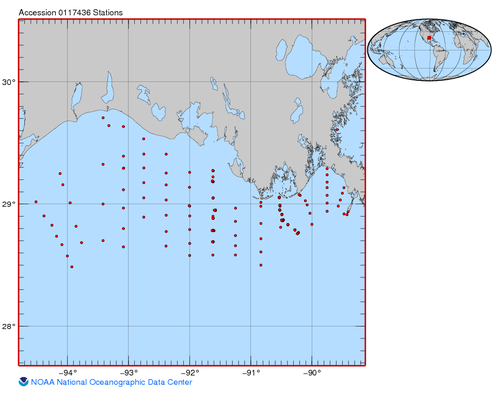 Accession 0117436 Stations
30°
29°
28°
−94° −93° −92° −91° −90°
NOAA National Oceanographic Data Center